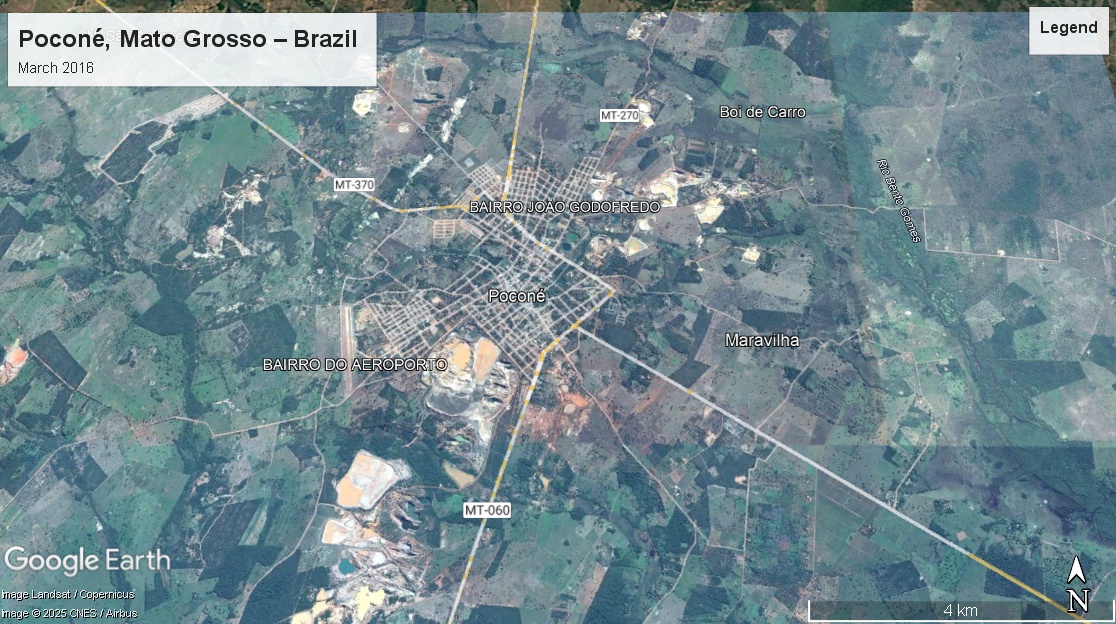 Poconé, Mato Grosso – Brazil
March 2016
Legend
MT-270
Boi de Carro
Rio Bento Gomes
MT-370
BAIRRO JOAO GODOFREDO
Poconé
Maravilha
BAIRRO DO AEROPORTO
MT-060
Google Earth
Image Landsat / Copernicus
Image © 2025 CNES / Airbus
4 km
N